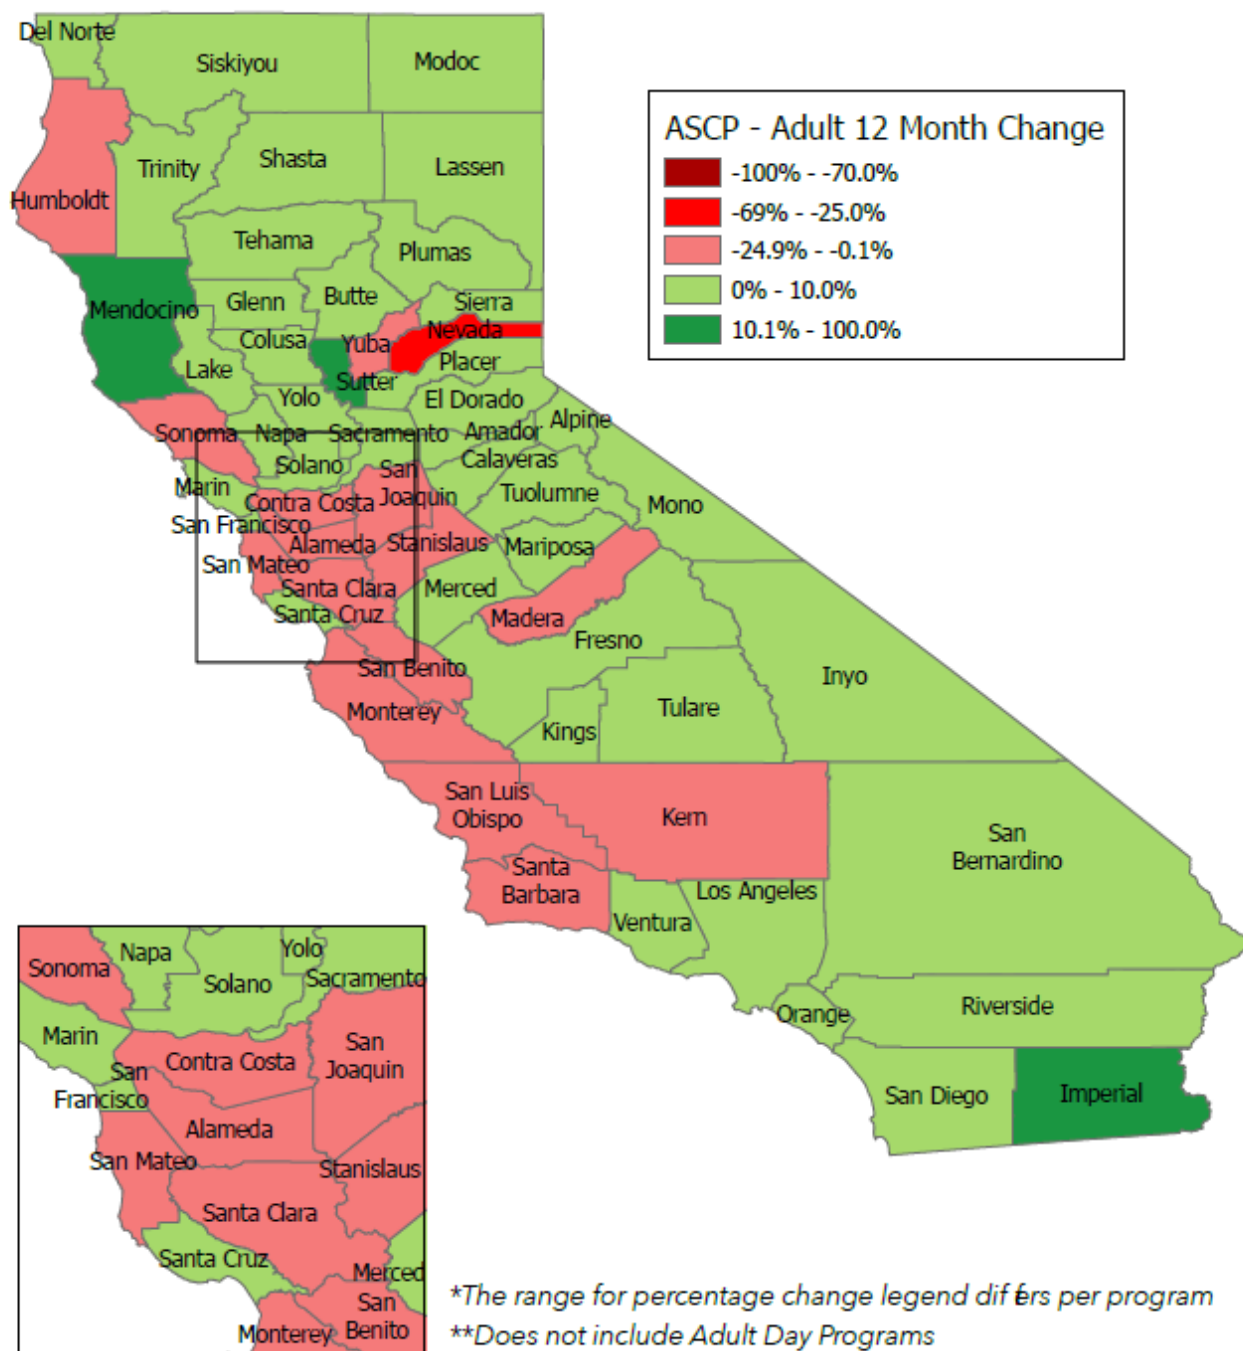 Del Norte
Siskiyou
Modoc
ASCP - Adult 12 Month Change
-100% - -70.0%
-69% - -25.0%
-24.9% - -0.1%
0% - 10.0%
10.1% - 100.0%
Trinity
Shasta
Lassen
Humboldt
Tehama
Plumas
Mendocino
Glenn
Butte
Sierra
Colusa
Yuba
Nevada
Lake
Sutter
Placer
Yolo
El Dorado
Sonoma
Napa
Sacramento
Amador
Alpine
Solano
Calaveras
Marin
San
Joaquin
Tuolumne
Mono
Contra Costa
San Francisco
Alameda
Stanislaus
Mariposa
San Mateo
Santa Clara
Merced
Santa Cruz
Madera
Fresno
San Benito
Inyo
Monterey
Kings
Tulare
San Luis
Obispo
Kern
San
Bernardino
Santa
Barbara
Los Angeles
Ventura
Orange
Riverside
San Diego
Imperial
Sonoma
Napa
Yolo
Solano
Sacramento
Marin
Contra Costa
San
Joaquin
San
Francisco
Alameda
San Mateo
Stanislaus
Santa Clara
Santa Cruz
Merced
San
Benito
Monterey
*The range for percentage change legend differs per program
**Does not include Adult Day Programs